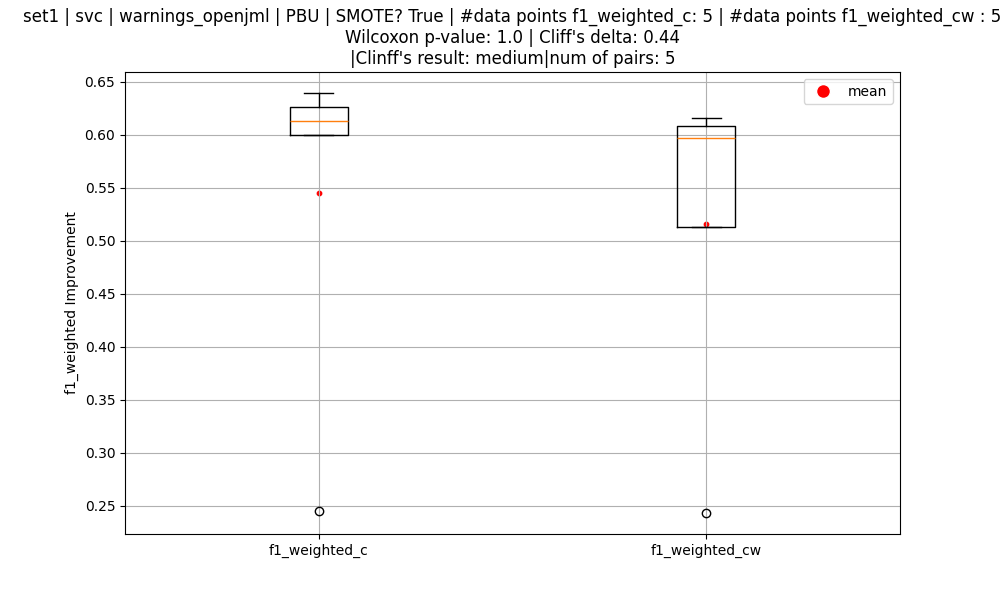 set1 | svc | warnings_openjml | PBU | SMOTE? True | #data points f1_weighted_c: 5 | #data points f1_weighted_cw : 5
Wilcoxon p-value: 1.0 | Cliff's delta: 0.44
|Clinff's result: medium|num of pairs: 5
mean
f1_weighted Improvement
0.65
0.60
0.55
0.50
0.45
0.40
0.35
0.30
0.25
f1_weighted_c
f1_weighted_cw